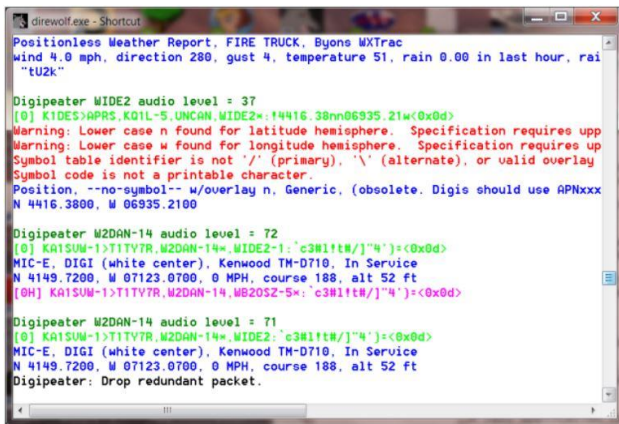 direwolf.exe - Shortcut
Positionless Weather Report, FIRE TRUCK, Byons WXTrac
wind 4.0 mph, direction 280, gust 4, temperature 51, rain 0.00 in last hour, rai
"tU2k"
Digipeater WIDE2 audio level = 37
[0] K1DES>APRS,KQ1L-5,UNCAN,WIDE2*:!4416.38nn06935.21w<0x0d>
Warning: Lower case n found for latitude hemisphere. Specification requires upp
Warning: Lower case w found for longitude hemisphere. Specification requires up
Symbol table identifier is not '/' (primary), '\' (alternate), or valid overlay
Symbol code is not a printable character.
Position, --no-symbol-- w/overlay n, Generic, (obsolete. Digis should use APNxxx
N 4416.3800, W 06935.2100
Digipeater W2DAN-14 audio level = 72
[0] KA1SVW-1>T1TY7R,W2DAN-14*,WIDE2-1:`c3#l!t#/]"4')=<0x0d>
MIC-E, DIGI (white center), Kenwood TM-D710, In Service
N 4149.7200, W 07123.0700, 0 MPH, course 188, alt 52 ft
[0H] KA1SVW-1>T1TY7R,W2DAN-14,WB2OSZ-5*:`c3#l!t#/]"4')=<0x0d>
Digipeater W2DAN-14 audio level = 71
[0] KA1SVW-1>T1TY7R,W2DAN-14*,WIDE2:`c3#l!t#/]"4')=<0x0d>
MIC-E, DIGI (white center), Kenwood TM-D710, In Service
N 4149.7200, W 07123.0700, 0 MPH, course 188, alt 52 ft
Digipeater: Drop redundant packet.